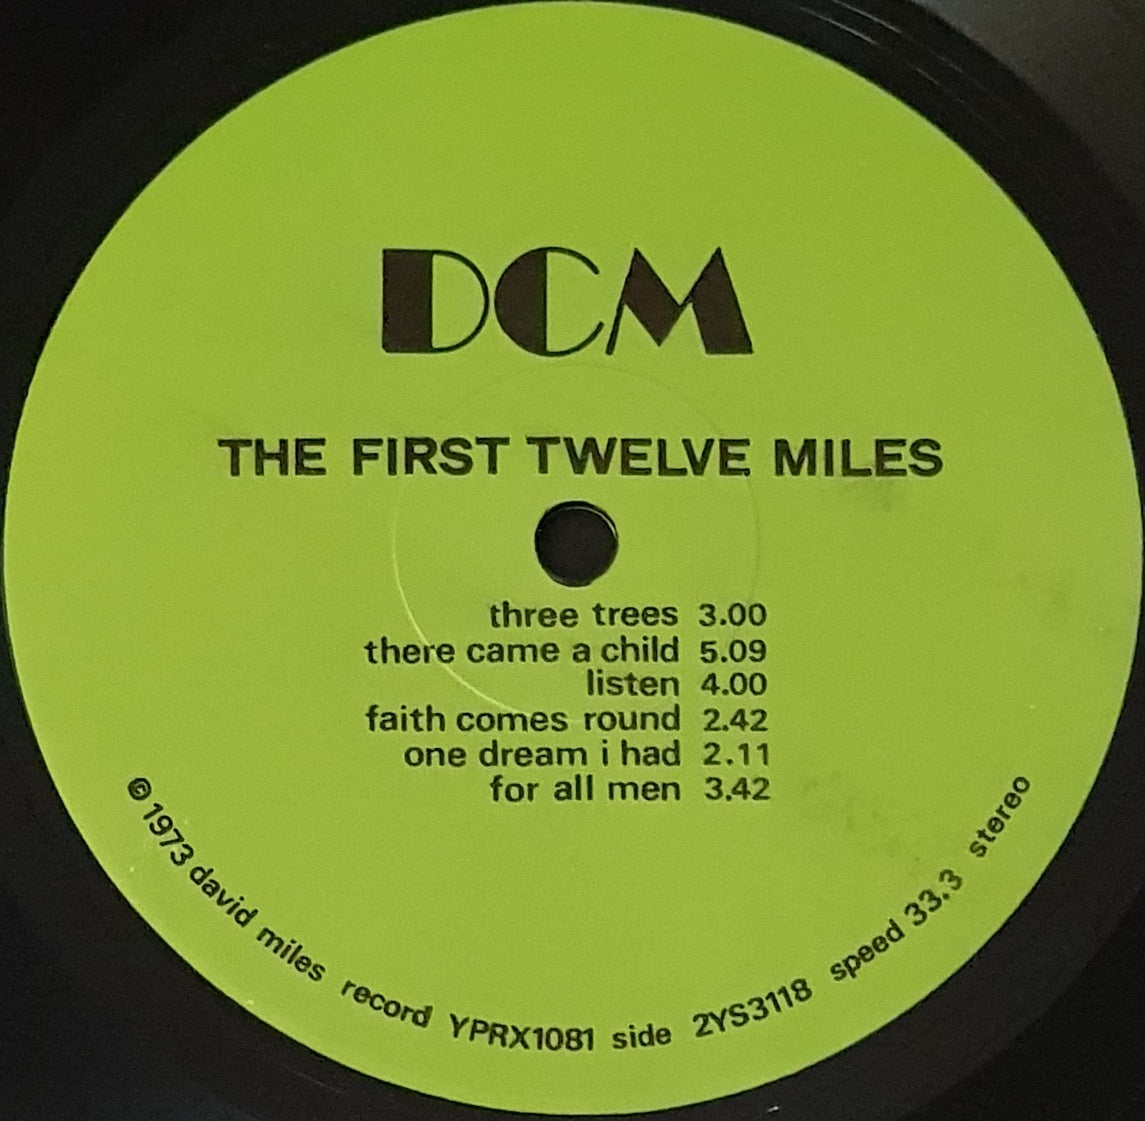 DCM
THE FIRST TWELVE MILES
three trees 3.00
there came a child 5.09
listen 4.00
faith comes round 2.42
one dream i had 2.11
for all men 3.42
© 1973 david miles record YPRX1081 side 2YS3118 speed 33.3 stereo